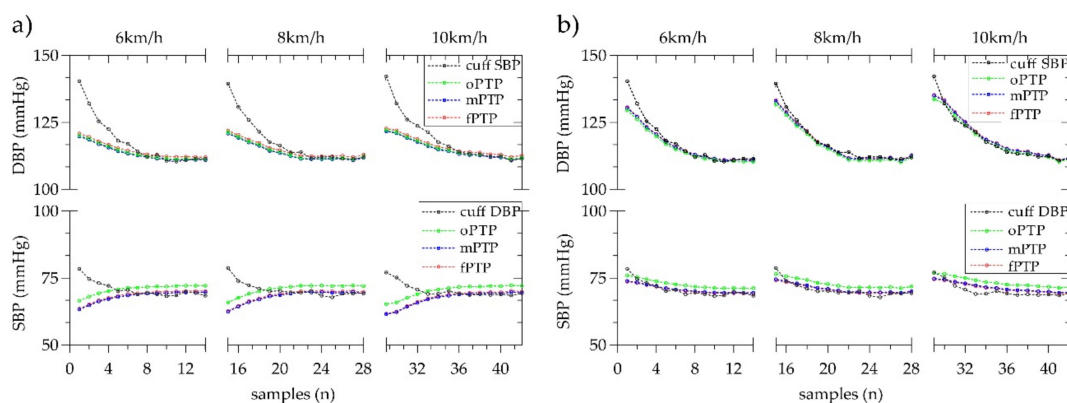 a)
6km/h 8km/h 10km/h
150
125
100
DBP (mmHg)
cuff SBP
oPTP
mPTP
fPTP
100
75
50
SBP (mmHg)
cuff DBP
oPTP
mPTP
fPTP
0 4 8 12 16 20 24 28 32 36 40
samples (n)
b)
6km/h 8km/h 10km/h
150
125
100
DBP (mmHg)
cuff SBP
oPTP
mPTP
fPTP
100
75
50
SBP (mmHg)
cuff DBP
oPTP
mPTP
fPTP
0 4 8 12 16 20 24 28 32 36 40
samples (n)